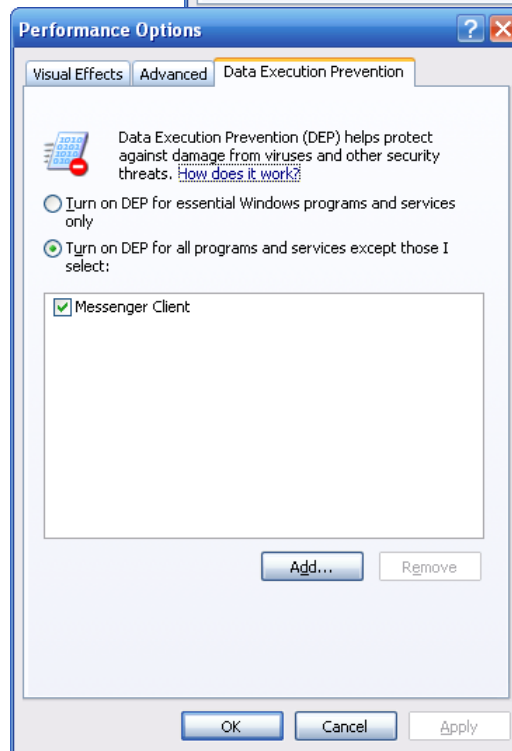 Performance Options
Visual Effects Advanced Data Execution Prevention
Data Execution Prevention (DEP) helps protect
against damage from viruses and other security
threats. How does it work?
Turn on DEP for essential Windows programs and services
only
Turn on DEP for all programs and services except those I
select:
Messenger Client
Add... Remove
OK Cancel Apply